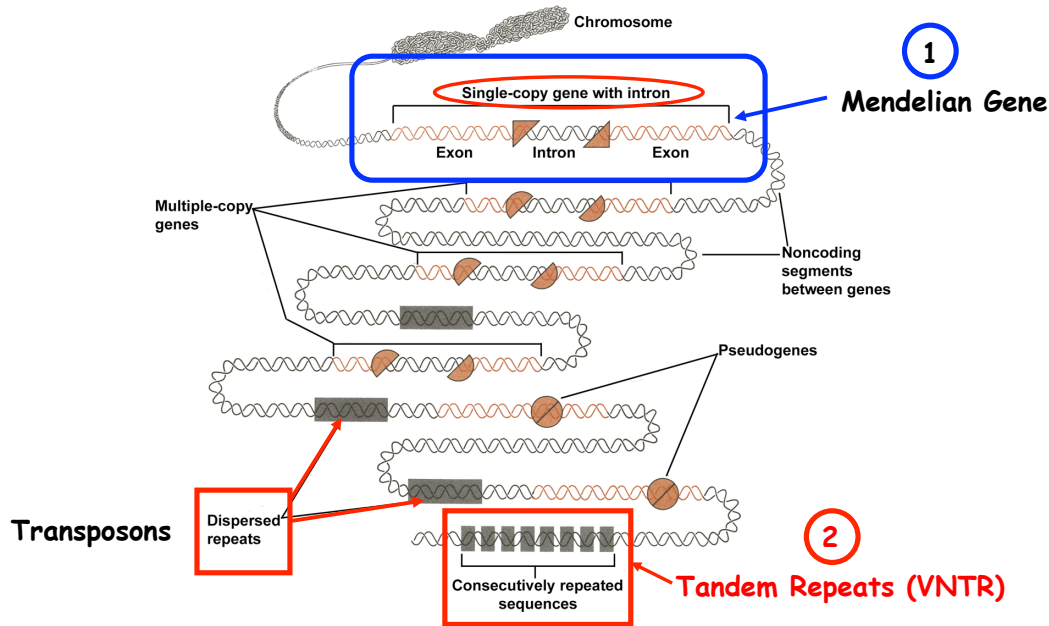 Chromosome
1
Mendelian Gene
Single-copy gene with intron
Exon
Intron
Exon
Multiple-copy
genes
Noncoding
segments
between genes
Pseudogenes
Transposons
Dispersed
repeats
2
Tandem Repeats (VNTR)
Consecutively repeated
sequences